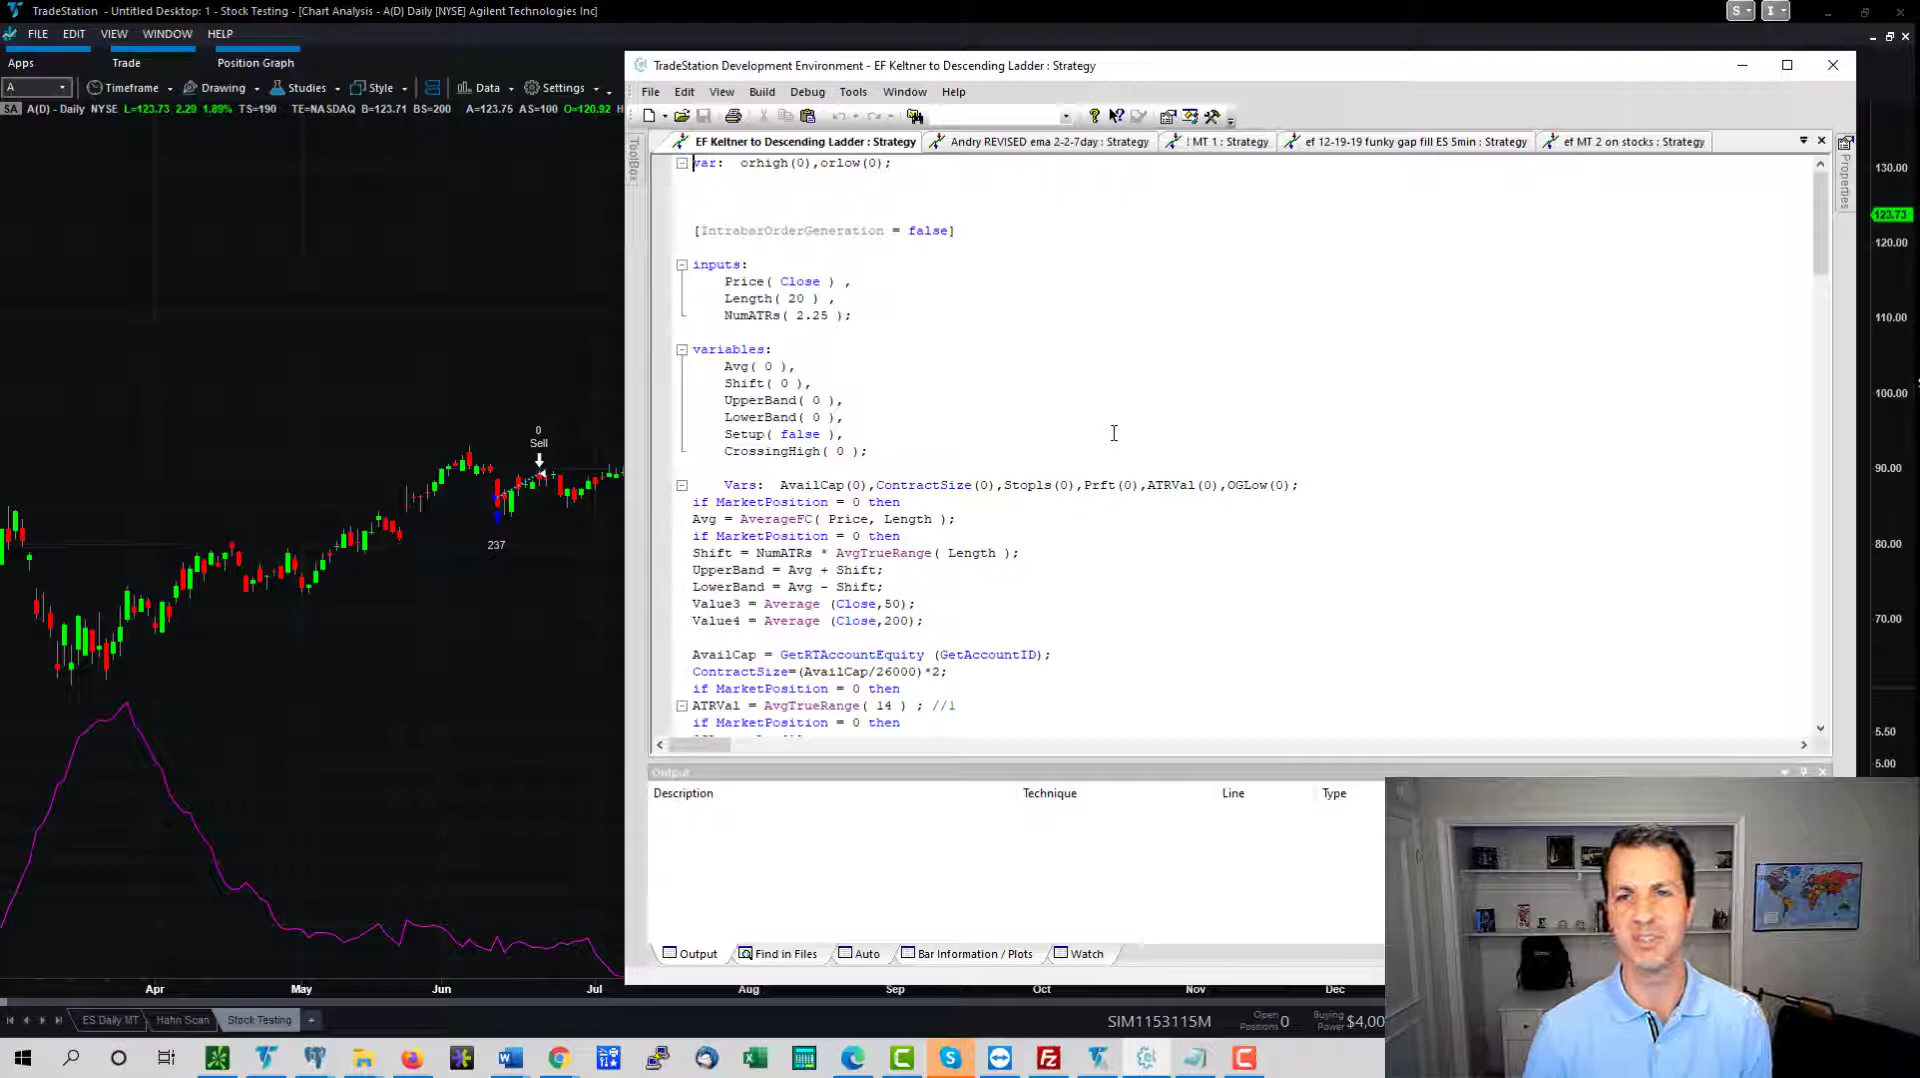 TradeStation - Untitled Desktop: 1 - Stock Testing - [Chart Analysis - A(D) Daily [NYSE] Agilent Technologies Inc]
S
I
FILE EDIT VIEW WINDOW HELP
Apps Trade Position Graph
A Timeframe Drawing Studies Style Data Settings
SA A(D) - Daily NYSE L=123.73 2.29 1.89% TS=190 TE=NASDAQ B=123.71 BS=200 A=123.75 AS=100 O=120.92 H
TradeStation Development Environment - EF Keltner to Descending Ladder : Strategy
File Edit View Build Debug Tools Window Help
EF Keltner to Descending Ladder : Strategy Andry REVISED ema 2-2-7day : Strategy ! MT 1 : Strategy ef 12-19-19 funky gap fill ES 5min : Strategy ef MT 2 on stocks : Strategy
ToolBox
Properties
var: orhigh(0),orlow(0);
[IntrabarOrderGeneration = false]
inputs:
Price( Close ) ,
Length( 20 ) ,
NumATRs( 2.25 );
variables:
Avg( 0 ),
Shift( 0 ),
UpperBand( 0 ),
LowerBand( 0 ),
Setup( false ),
CrossingHigh( 0 );
Vars: AvailCap(0),ContractSize(0),Stopls(0),Prft(0),ATRVal(0),OGLow(0);
if MarketPosition = 0 then
Avg = AverageFC( Price, Length );
if MarketPosition = 0 then
Shift = NumATRs * AvgTrueRange( Length );
UpperBand = Avg + Shift;
LowerBand = Avg - Shift;
Value3 = Average (Close,50);
Value4 = Average (Close,200);
AvailCap = GetRTAccountEquity (GetAccountID);
ContractSize=(AvailCap/26000)*2;
if MarketPosition = 0 then
ATRVal = AvgTrueRange( 14 ) ; //1
if MarketPosition = 0 then
0
Sell
237
130.00
123.73
120.00
110.00
100.00
90.00
80.00
70.00
5.50
5.00
Output
Description Technique Line Type
Output Find in Files Auto Bar Information / Plots Watch
Apr May Jun Jul Aug Sep Oct Nov Dec
ES Daily MT Hahn Scan Stock Testing +
SIM1153115M
Open Positions 0
Buying Power $4,00